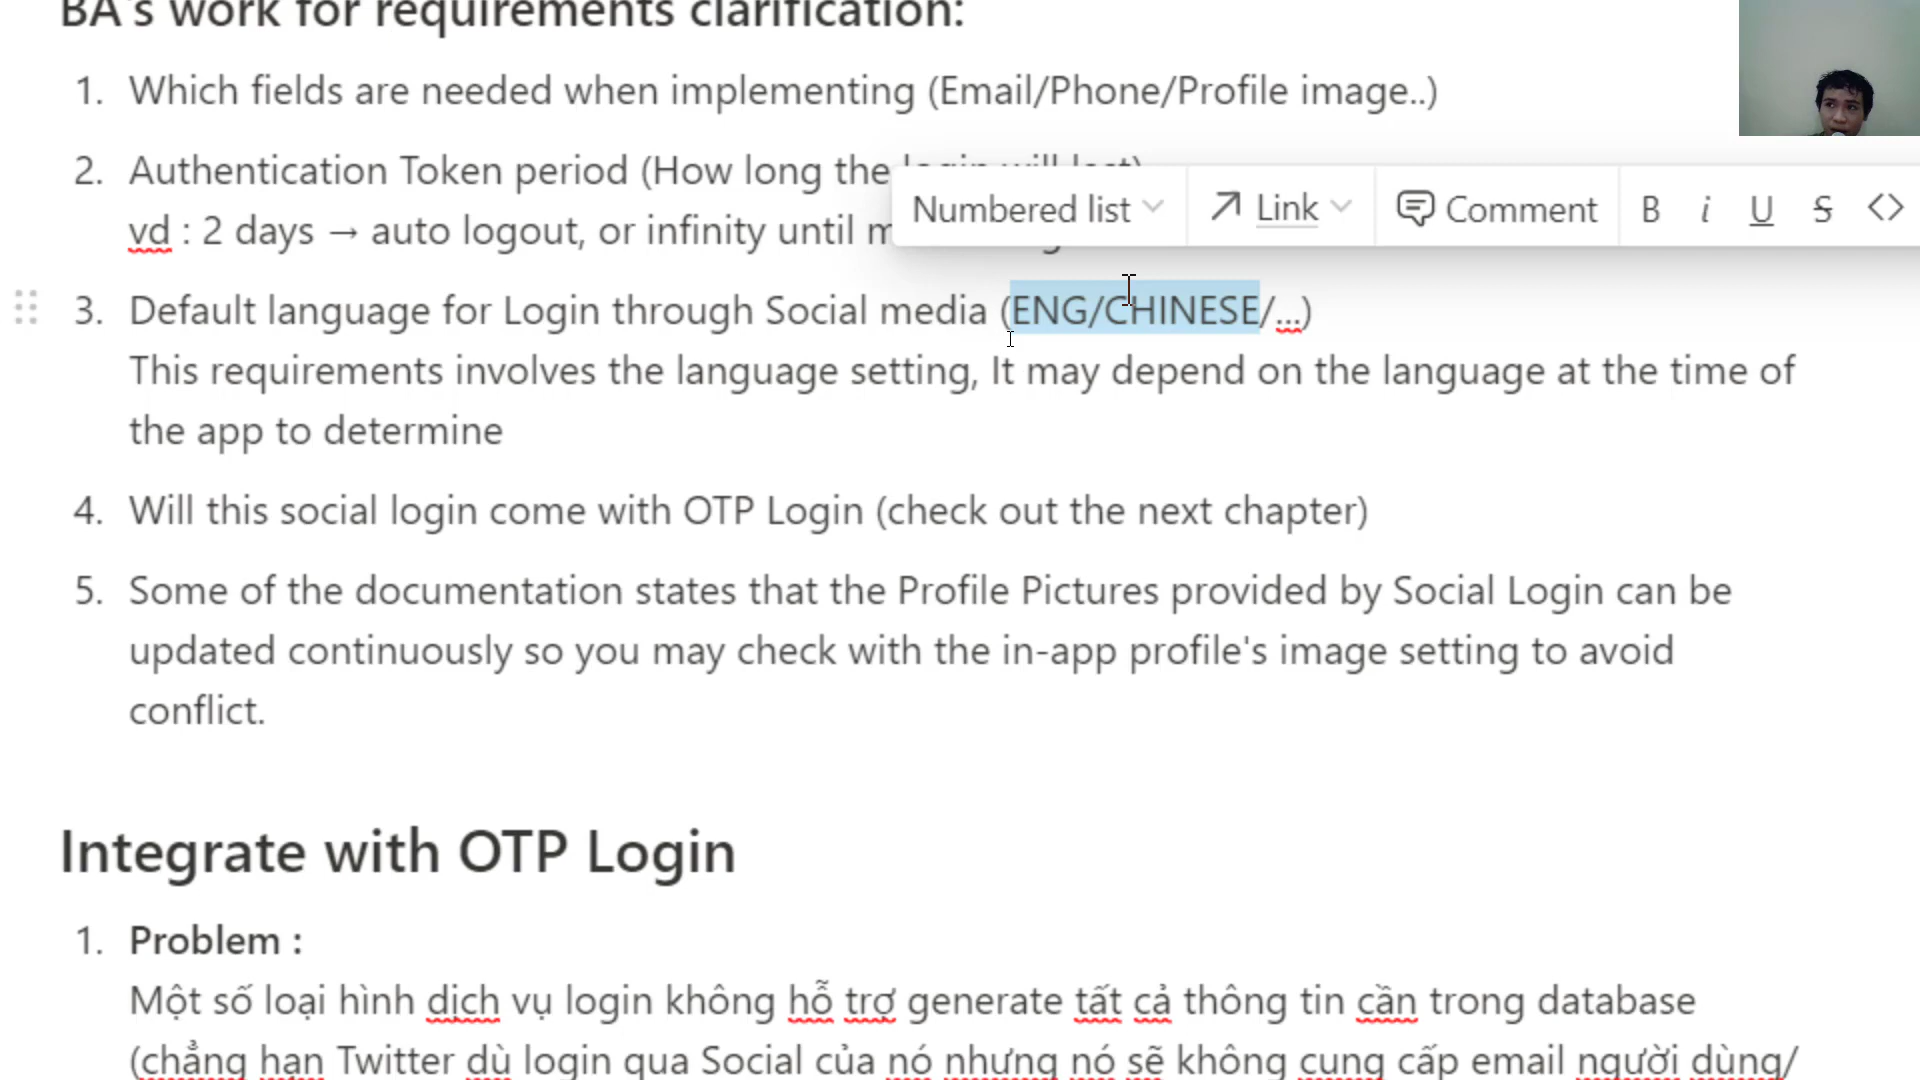 BA's work for requirements clarification:
1. Which fields are needed when implementing (Email/Phone/Profile image..)
2. Authentication Token period (How long the login will last)
vd : 2 days → auto logout, or infinity until m
Numbered list Link Comment B i U S <>
3. Default language for Login through Social media (ENG/CHINESE/...)
This requirements involves the language setting, It may depend on the language at the time of
the app to determine
4. Will this social login come with OTP Login (check out the next chapter)
5. Some of the documentation states that the Profile Pictures provided by Social Login can be
updated continuously so you may check with the in-app profile's image setting to avoid
conflict.
Integrate with OTP Login
1. Problem :
Một số loại hình dịch vụ login không hỗ trợ generate tất cả thông tin cần trong database
(chẳng hạn Twitter dù login qua Social của nó nhưng nó sẽ không cung cấp email người dùng/